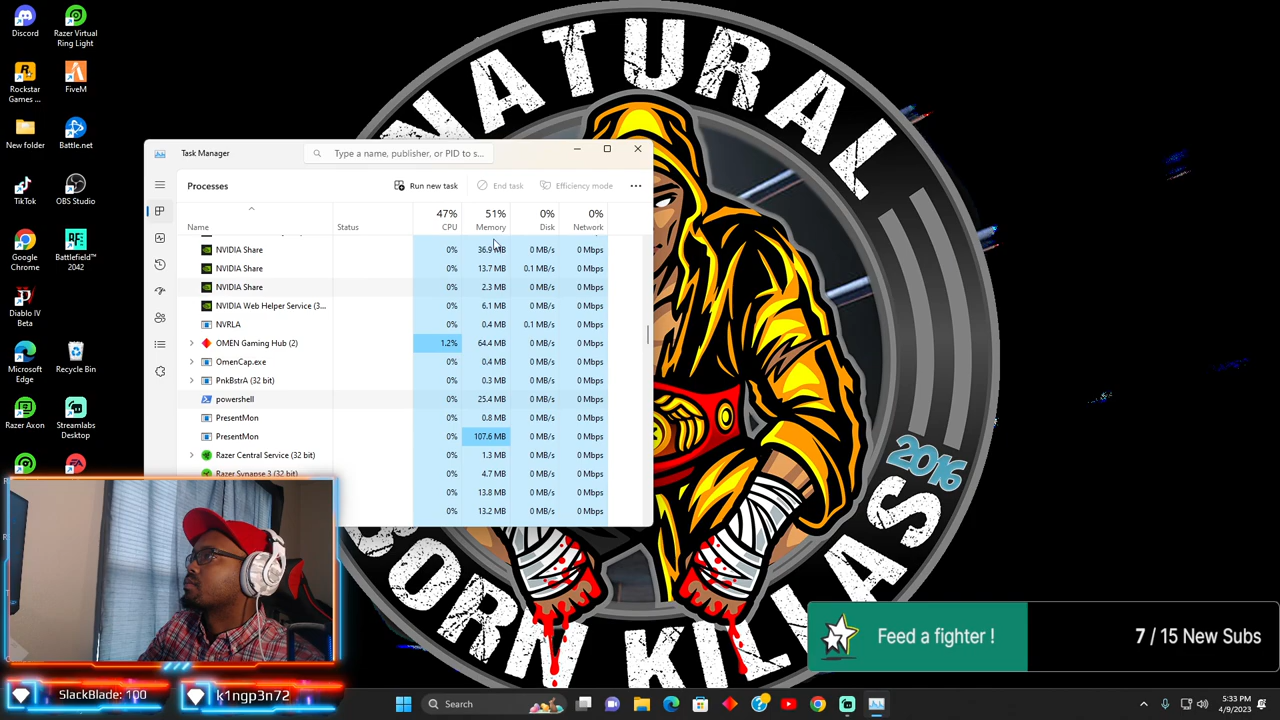 Discord
Razer Virtual
Ring Light
Rockstar
Games ...
FiveM
New folder
Battle.net
TikTok
OBS Studio
Google
Chrome
Battlefield™
2042
Diablo IV
Beta
Microsoft
Edge
Recycle Bin
Razer Axon
Streamlabs
Desktop
NATURAL
BORN KILLAS
2016
Task Manager
Type a name, publisher, or PID to s...
Processes
Run new task
End task
Efficiency mode
47%
51%
0%
0%
Name
Status
CPU
Memory
Disk
Network
NVIDIA Share 0% 36.9 MB 0 MB/s 0 Mbps
NVIDIA Share 0% 13.7 MB 0.1 MB/s 0 Mbps
NVIDIA Share 0% 2.3 MB 0 MB/s 0 Mbps
NVIDIA Web Helper Service (3... 0% 6.1 MB 0 MB/s 0 Mbps
NVRLA 0% 0.4 MB 0.1 MB/s 0 Mbps
OMEN Gaming Hub (2) 1.2% 64.4 MB 0 MB/s 0 Mbps
OmenCap.exe 0% 0.4 MB 0 MB/s 0 Mbps
PnkBstrA (32 bit) 0% 0.3 MB 0 MB/s 0 Mbps
powershell 0% 25.4 MB 0 MB/s 0 Mbps
PresentMon 0% 0.8 MB 0 MB/s 0 Mbps
PresentMon 0% 107.6 MB 0 MB/s 0 Mbps
Razer Central Service (32 bit) 0% 1.3 MB 0 MB/s 0 Mbps
Razer Synapse 3 (32 bit) 0% 4.7 MB 0 MB/s 0 Mbps
0% 13.8 MB 0 MB/s 0 Mbps
0% 13.2 MB 0 MB/s 0 Mbps
Feed a fighter !
7 / 15 New Subs
SlackBlade: 100
k1ngp3n72
Search
5:33 PM
4/9/2023